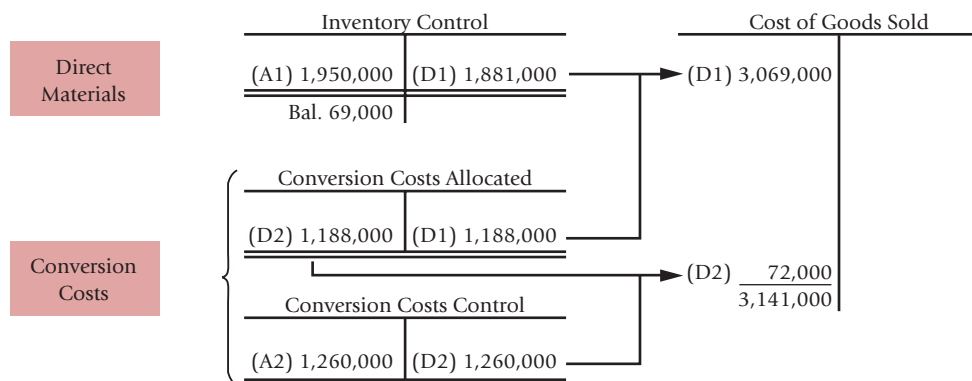 Inventory Control
Cost of Goods Sold
Direct
Materials
(A1) 1,950,000 (D1) 1,881,000
(D1) 3,069,000
Bal. 69,000
Conversion Costs Allocated
(D2) 1,188,000 (D1) 1,188,000
Conversion
Costs
(D2) 72,000
3,141,000
Conversion Costs Control
(A2) 1,260,000 (D2) 1,260,000